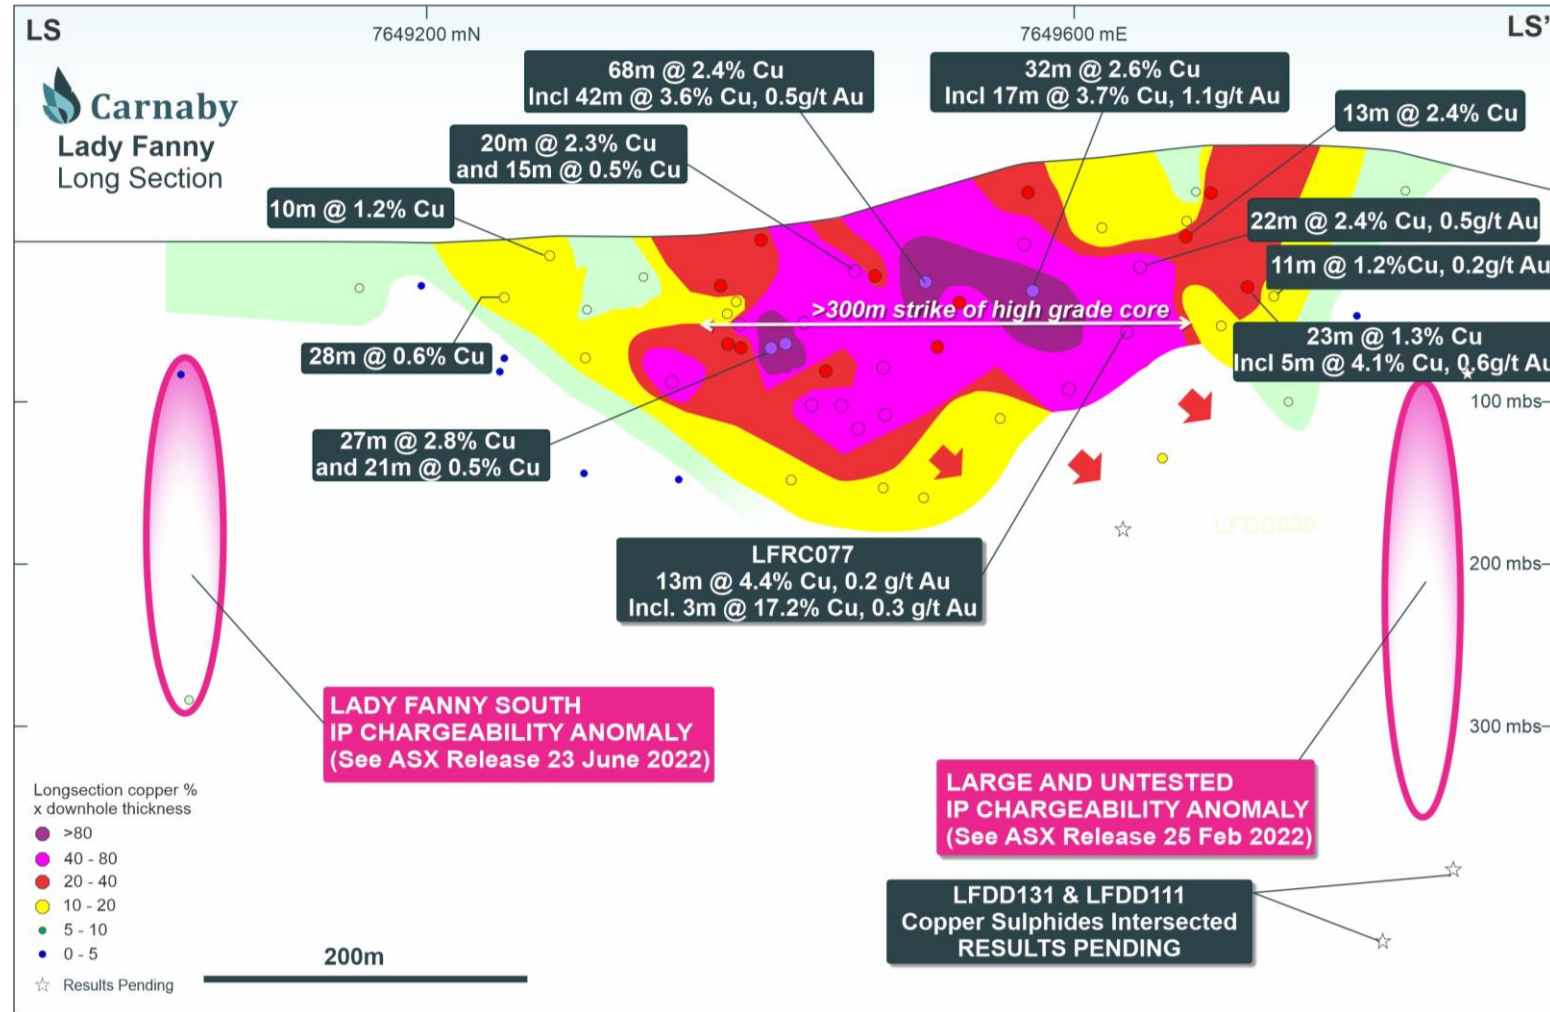 LS
LS’
7649200 mN
7649600 mE
Carnaby
Lady Fanny
Long Section
68m @ 2.4% Cu
Incl 42m @ 3.6% Cu, 0.5g/t Au
32m @ 2.6% Cu
Incl 17m @ 3.7% Cu, 1.1g/t Au
13m @ 2.4% Cu
20m @ 2.3% Cu
and 15m @ 0.5% Cu
10m @ 1.2% Cu
22m @ 2.4% Cu, 0.5g/t Au
11m @ 1.2%Cu, 0.2g/t Au
>300m strike of high grade core
28m @ 0.6% Cu
23m @ 1.3% Cu
Incl 5m @ 4.1% Cu, 0.6g/t Au
100 mbs
27m @ 2.8% Cu
and 21m @ 0.5% Cu
LFDD090
LFRC077
13m @ 4.4% Cu, 0.2 g/t Au
Incl. 3m @ 17.2% Cu, 0.3 g/t Au
200 mbs
LADY FANNY SOUTH
IP CHARGEABILITY ANOMALY
(See ASX Release 23 June 2022)
300 mbs
LARGE AND UNTESTED
IP CHARGEABILITY ANOMALY
(See ASX Release 25 Feb 2022)
Longsection copper %
x downhole thickness
>80
40 - 80
20 - 40
10 - 20
5 - 10
0 - 5
Results Pending
200m
LFDD131 & LFDD111
Copper Sulphides Intersected
RESULTS PENDING